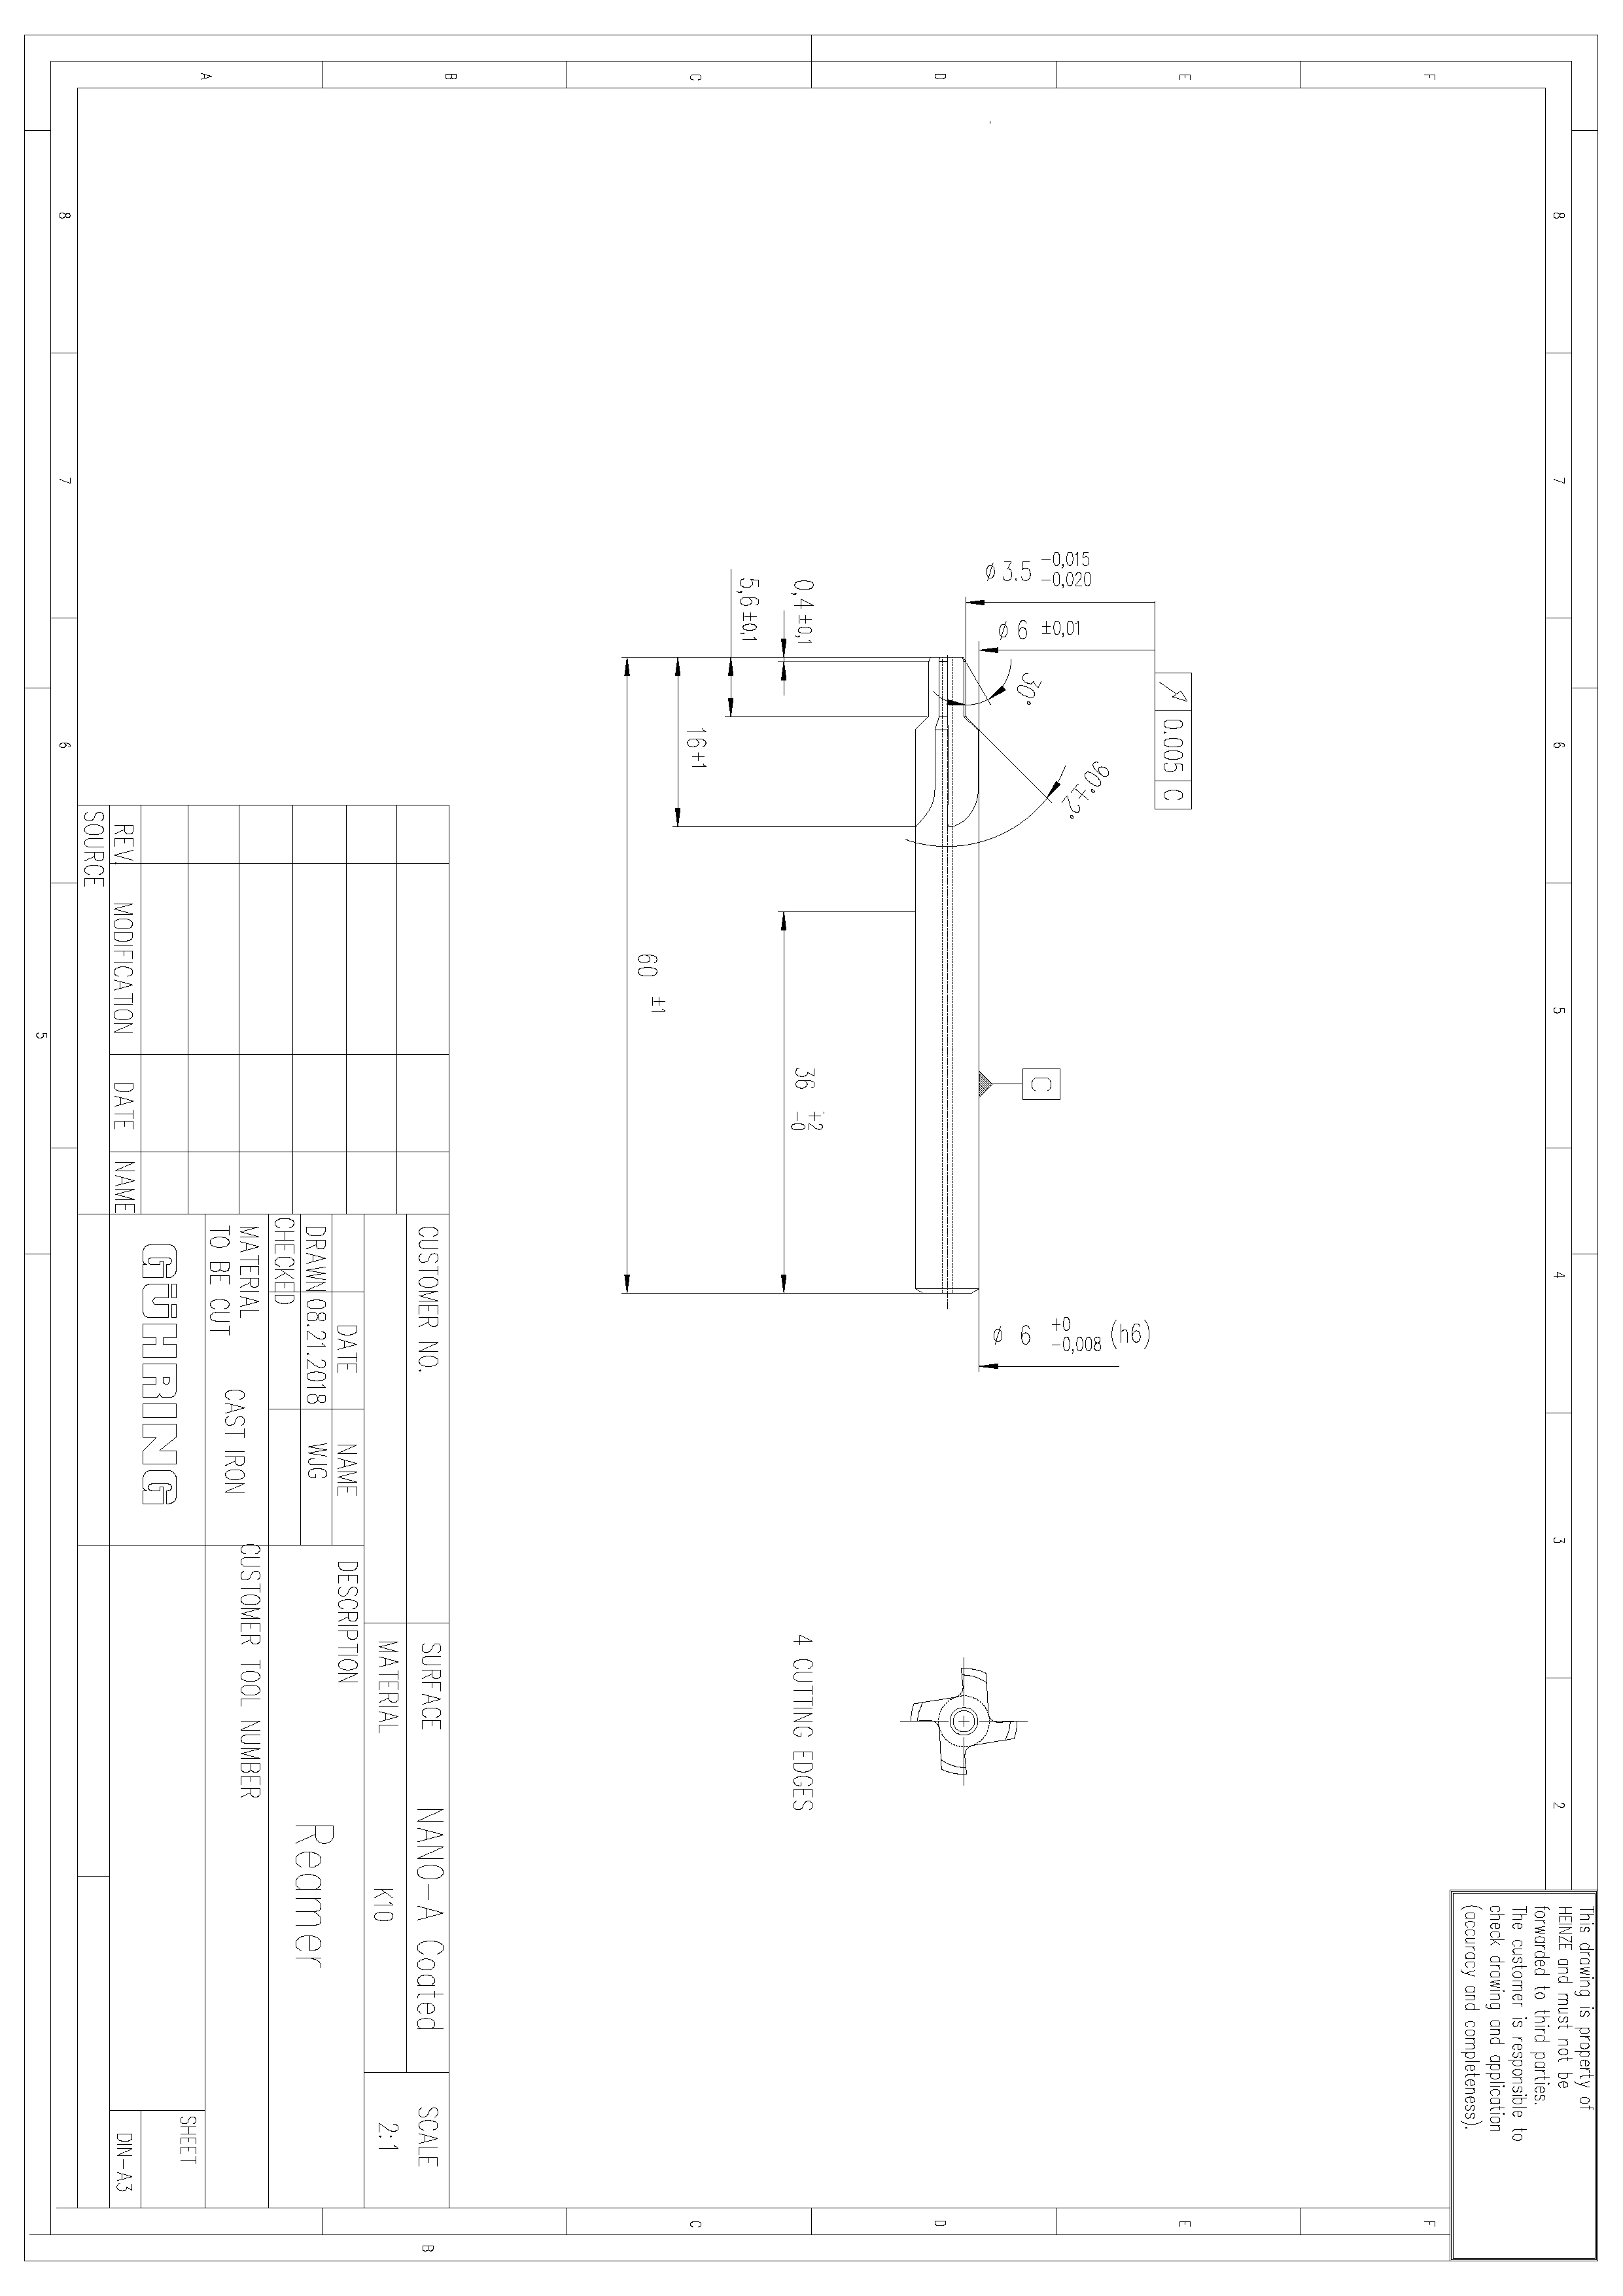 This drawing is property of
HEINZE and must not be
forwarded to third parties.
The customer is responsible to
check drawing and application
(accuracy and completeness).
8 7 6 5 4 3 2
F
E
D
C
B
A
F
E
D
C
B
8 7 6 5
⌀ 3.5 -0,015
-0,020
⌀ 6 ±0,01
0.005 C
30°
90°±2°
C
⌀ 6 +0
-0,008 (h6)
0,4±0,1
5,6±0,1
16+1
36 +2
-0
60 ±1
4 CUTTING EDGES
CUSTOMER NO.
SURFACE NANO-A Coated
SCALE
2:1
MATERIAL K10
DATE NAME
DESCRIPTION
DRAWN 08.21.2018 WJG
Reamer
CHECKED
MATERIAL
TO BE CUT
CAST IRON
CUSTOMER TOOL NUMBER
GÜHRING
SHEET
DIN-A3
REV. MODIFICATION DATE NAME
SOURCE